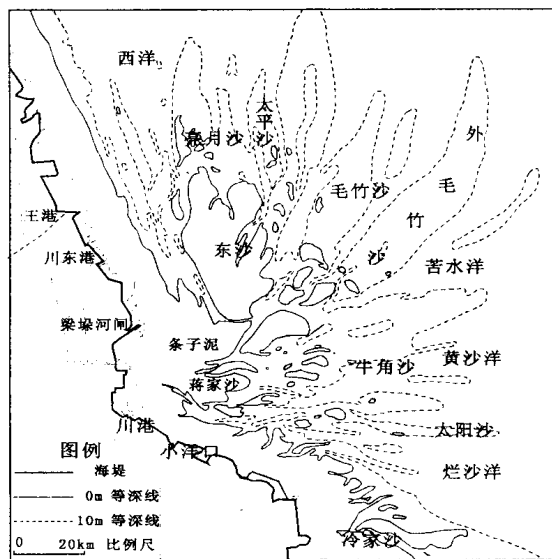 西洋
太平沙
亮月沙
外毛竹沙
毛竹沙
王港
东沙
川东港
苦水洋
梁垛河闸
条子泥
牛角沙
黄沙洋
蒋家沙
川港
小洋口
太阳沙
烂沙洋
冷家沙
图例
海堤
0m 等深线
10m 等深线
0 20km 比例尺